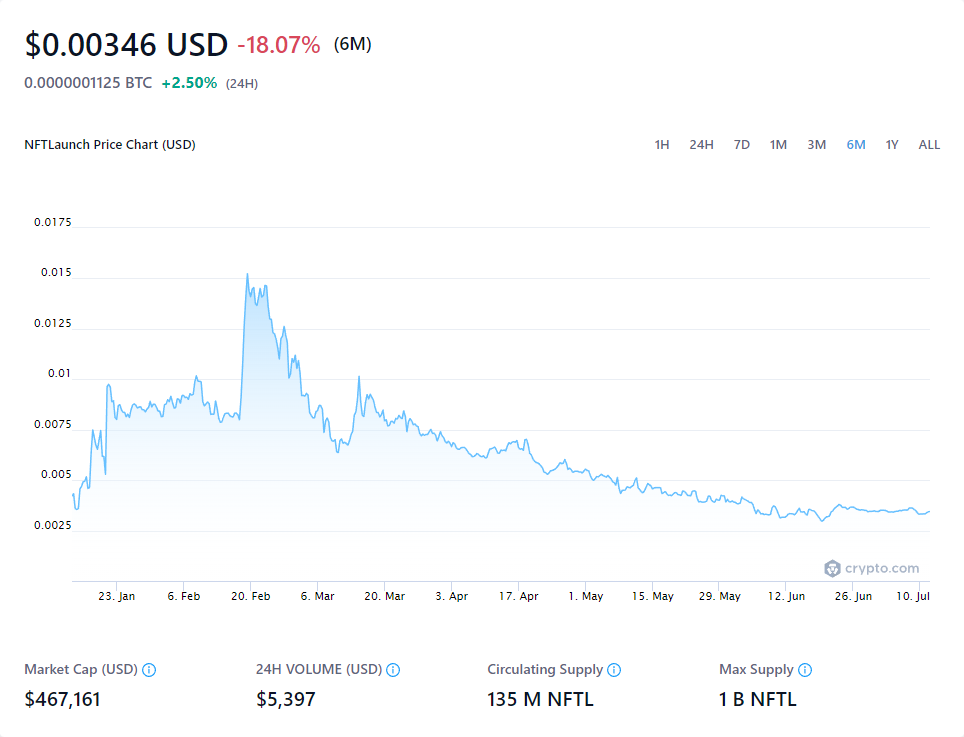 $0.00346 USD -18.07% (6M)
0.0000001125 BTC +2.50% (24H)
NFTLaunch Price Chart (USD) 1H 24H 7D 1M 3M 6M 1Y ALL
0.0175
0.015
0.0125
0.01
0.0075
0.005
0.0025
crypto.com
23. Jan 6. Feb 20. Feb 6. Mar 20. Mar 3. Apr 17. Apr 1. May 15. May 29. May 12. Jun 26. Jun 10. Jul
Market Cap (USD) 24H VOLUME (USD) Circulating Supply Max Supply
$467,161 $5,397 135 M NFTL 1 B NFTL